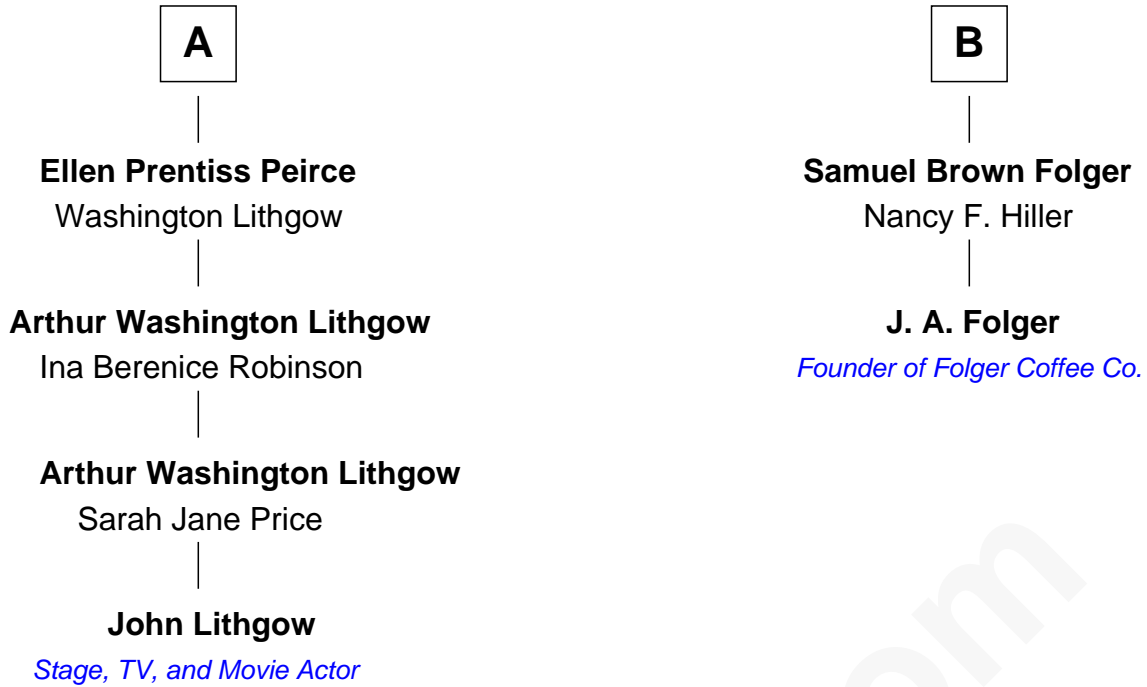 A
Ellen Prentiss Peirce
Washington Lithgow
Arthur Washington Lithgow
Ina Berenice Robinson
Arthur Washington Lithgow
Sarah Jane Price
John Lithgow
Stage, TV, and Movie Actor
B
Samuel Brown Folger
Nancy F. Hiller
J. A. Folger
Founder of Folger Coffee Co.
om